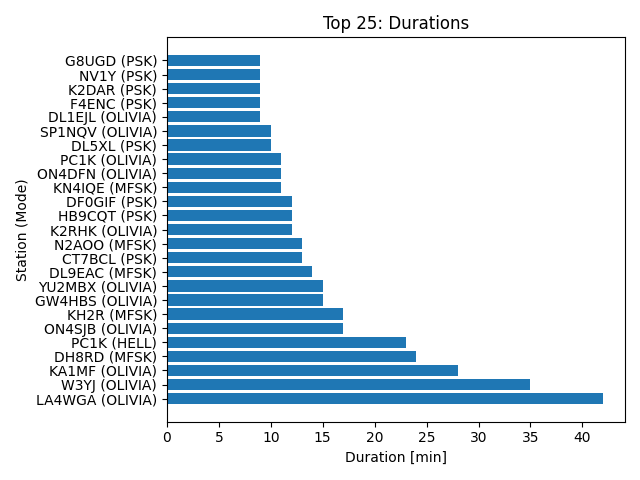 Top 25: Durations
G8UGD (PSK)
NV1Y (PSK)
K2DAR (PSK)
F4ENC (PSK)
DL1EJL (OLIVIA)
SP1NQV (OLIVIA)
DL5XL (PSK)
PC1K (OLIVIA)
ON4DFN (OLIVIA)
KN4IQE (MFSK)
DF0GIF (PSK)
HB9CQT (PSK)
K2RHK (OLIVIA)
N2AOO (MFSK)
CT7BCL (PSK)
DL9EAC (MFSK)
YU2MBX (OLIVIA)
GW4HBS (OLIVIA)
KH2R (MFSK)
ON4SJB (OLIVIA)
PC1K (HELL)
DH8RD (MFSK)
KA1MF (OLIVIA)
W3YJ (OLIVIA)
LA4WGA (OLIVIA)
Station (Mode)
0 5 10 15 20 25 30 35 40
Duration [min]